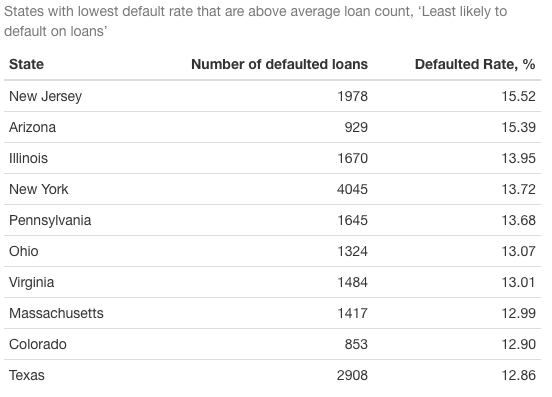 States with lowest default rate that are above average loan count, ‘Least likely to
default on loans’
State Number of defaulted loans Defaulted Rate, %
New Jersey 1978 15.52
Arizona 929 15.39
Illinois 1670 13.95
New York 4045 13.72
Pennsylvania 1645 13.68
Ohio 1324 13.07
Virginia 1484 13.01
Massachusetts 1417 12.99
Colorado 853 12.90
Texas 2908 12.86